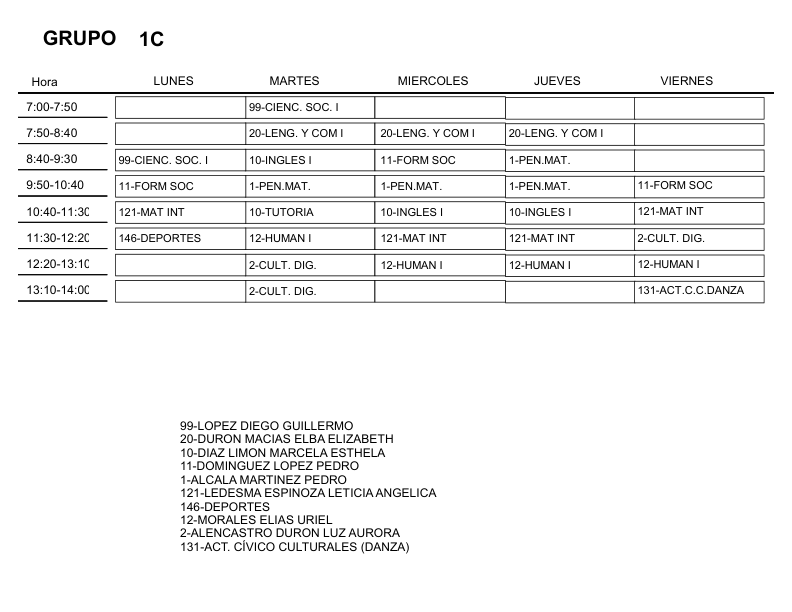 GRUPO 1C
Hora LUNES MARTES MIERCOLES JUEVES VIERNES
7:00-7:50 99-CIENC. SOC. I
7:50-8:40 20-LENG. Y COM I 20-LENG. Y COM I 20-LENG. Y COM I
8:40-9:30 99-CIENC. SOC. I 10-INGLES I 11-FORM SOC 1-PEN.MAT.
9:50-10:40 11-FORM SOC 1-PEN.MAT. 1-PEN.MAT. 1-PEN.MAT. 11-FORM SOC
10:40-11:30 121-MAT INT 10-TUTORIA 10-INGLES I 10-INGLES I 121-MAT INT
11:30-12:20 146-DEPORTES 12-HUMAN I 121-MAT INT 121-MAT INT 2-CULT. DIG.
12:20-13:10 2-CULT. DIG. 12-HUMAN I 12-HUMAN I 12-HUMAN I
13:10-14:00 2-CULT. DIG. 131-ACT.C.C.DANZA
99-LOPEZ DIEGO GUILLERMO
20-DURON MACIAS ELBA ELIZABETH
10-DIAZ LIMON MARCELA ESTHELA
11-DOMINGUEZ LOPEZ PEDRO
1-ALCALA MARTINEZ PEDRO
121-LEDESMA ESPINOZA LETICIA ANGELICA
146-DEPORTES
12-MORALES ELIAS URIEL
2-ALENCASTRO DURON LUZ AURORA
131-ACT. CÍVICO CULTURALES (DANZA)